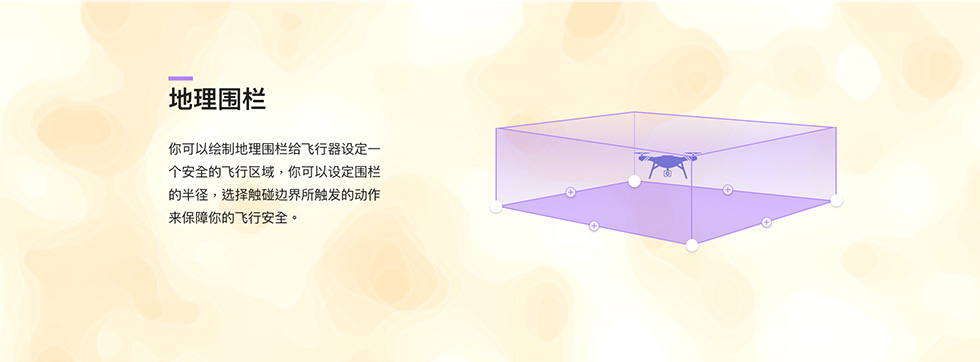 地理围栏
你可以绘制地理围栏给飞行器设定一
个安全的飞行区域，你可以设定围栏
的半径，选择触碰边界所触发的动作
来保障你的飞行安全。